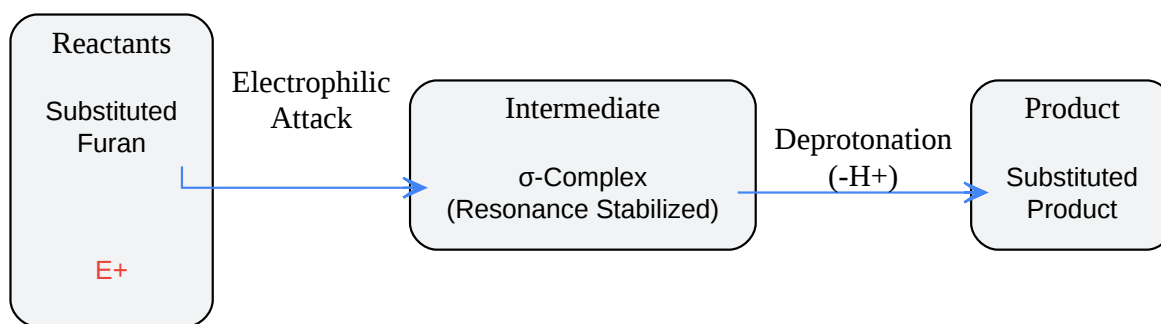 Reactants
Substituted
Furan
E+
Electrophilic
Attack
Intermediate
σ-Complex
(Resonance Stabilized)
Deprotonation
(-H+)
Product
Substituted
Product